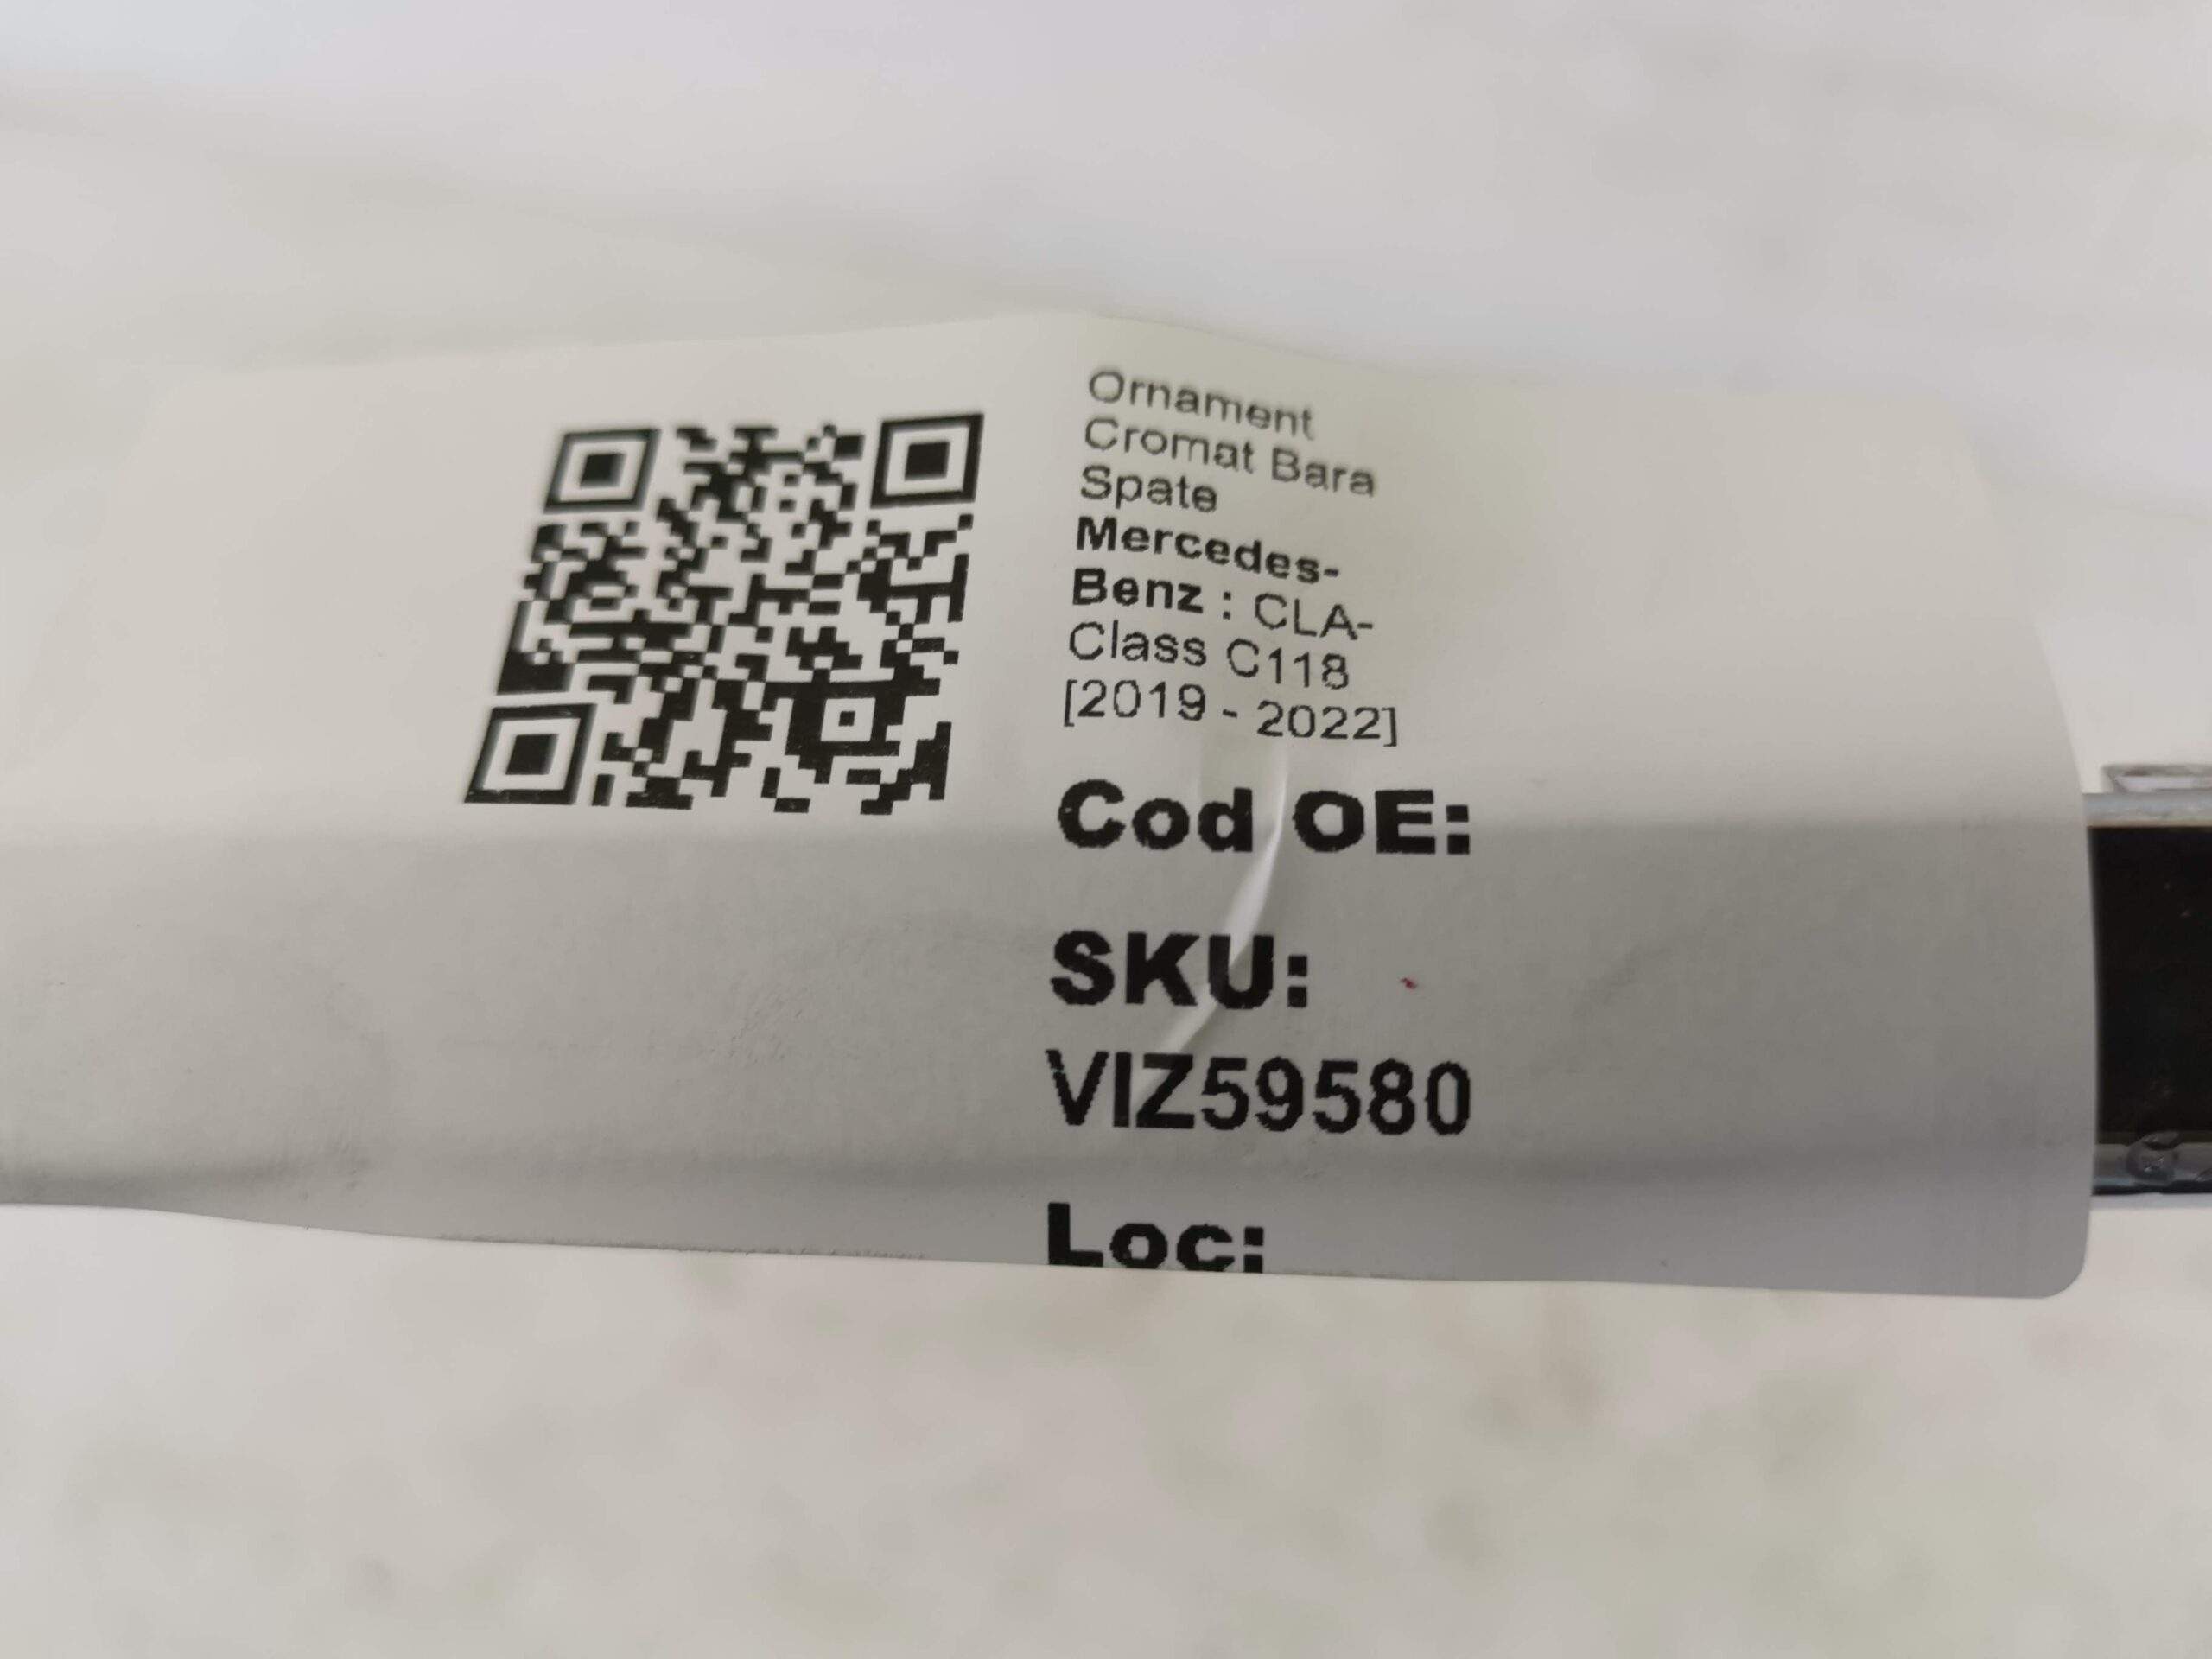 Ornament
Cromat Bara
Spate
Mercedes-
Benz : CLA-
Class C118
[2019 - 2022]
Cod OE:
SKU:
VIZ59580
Loc: